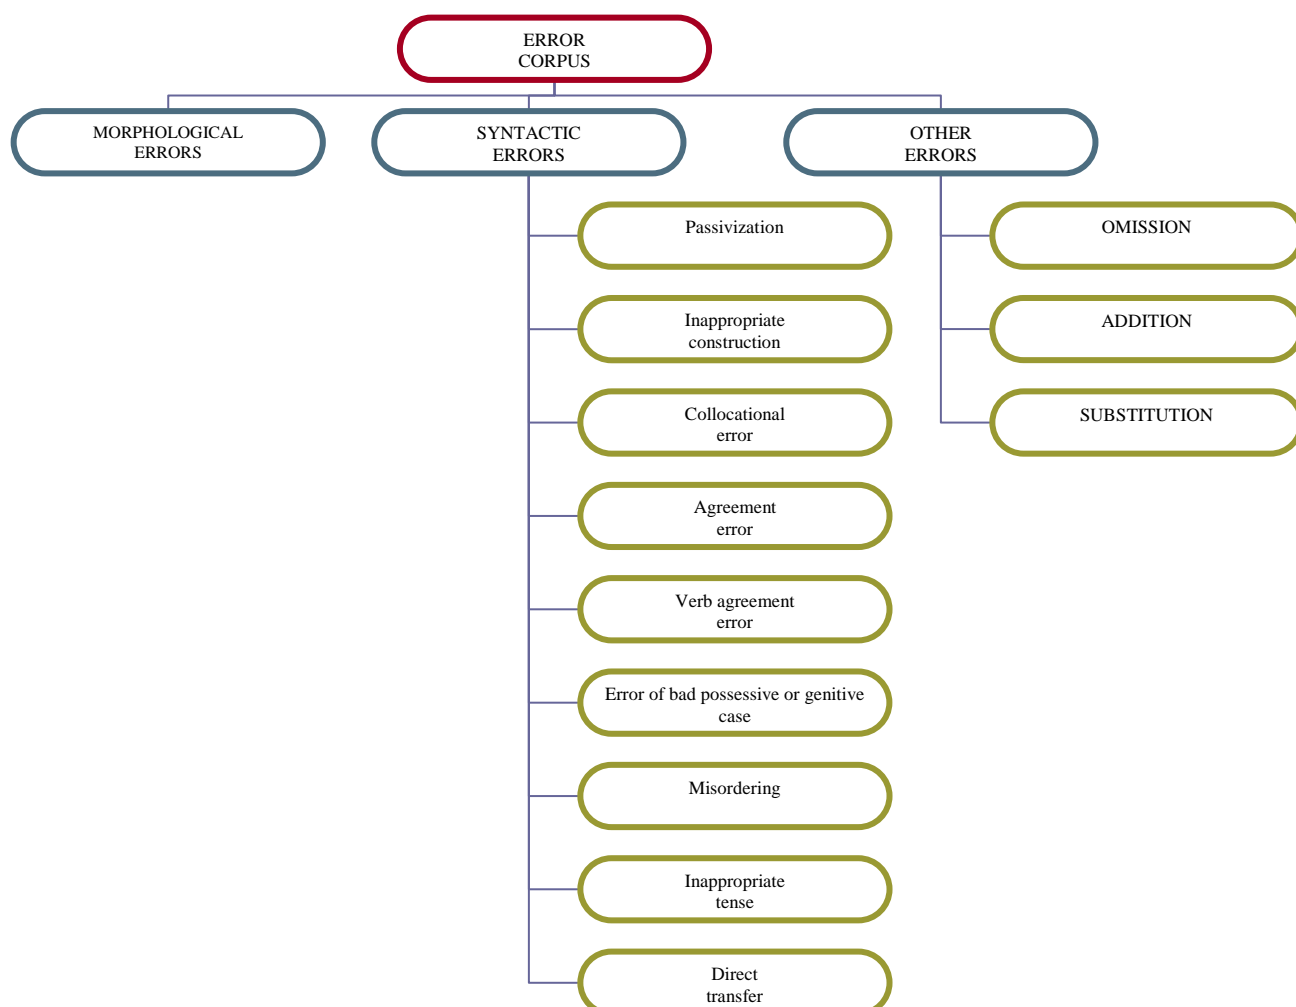 ERROR
CORPUS
MORPHOLOGICAL
ERRORS
SYNTACTIC
ERRORS
OTHER
ERRORS
Passivization
Inappropriate
construction
Collocational
error
Agreement
error
Verb agreement
error
Error of bad possessive or genitive
case
Misordering
Inappropriate
tense
Direct
transfer
OMISSION
ADDITION
SUBSTITUTION